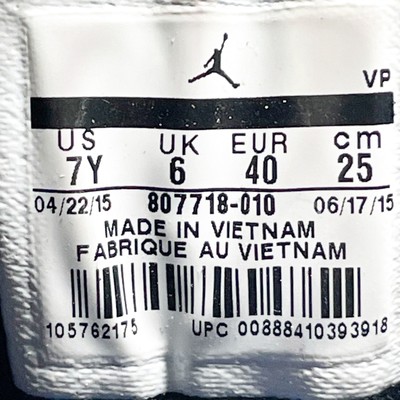 VP
US UK EUR cm
7Y 6 40 25
04/22/15 807718-010 06/17/15
MADE IN VIETNAM
FABRIQUE AU VIETNAM
105762175 UPC 00888410393918